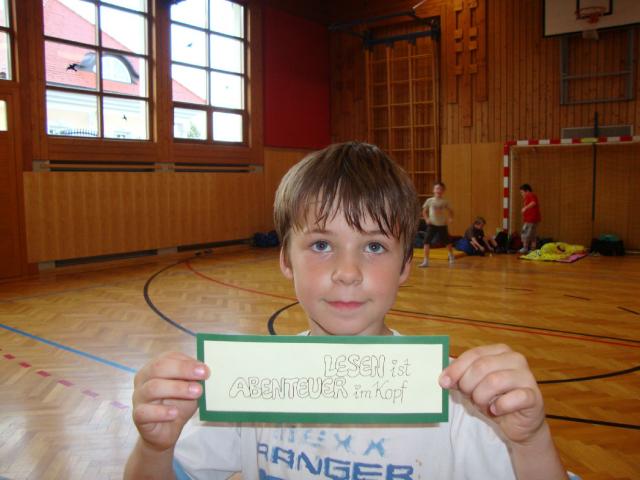 LESEN ist
ABENTEUER im Kopf
RANGER